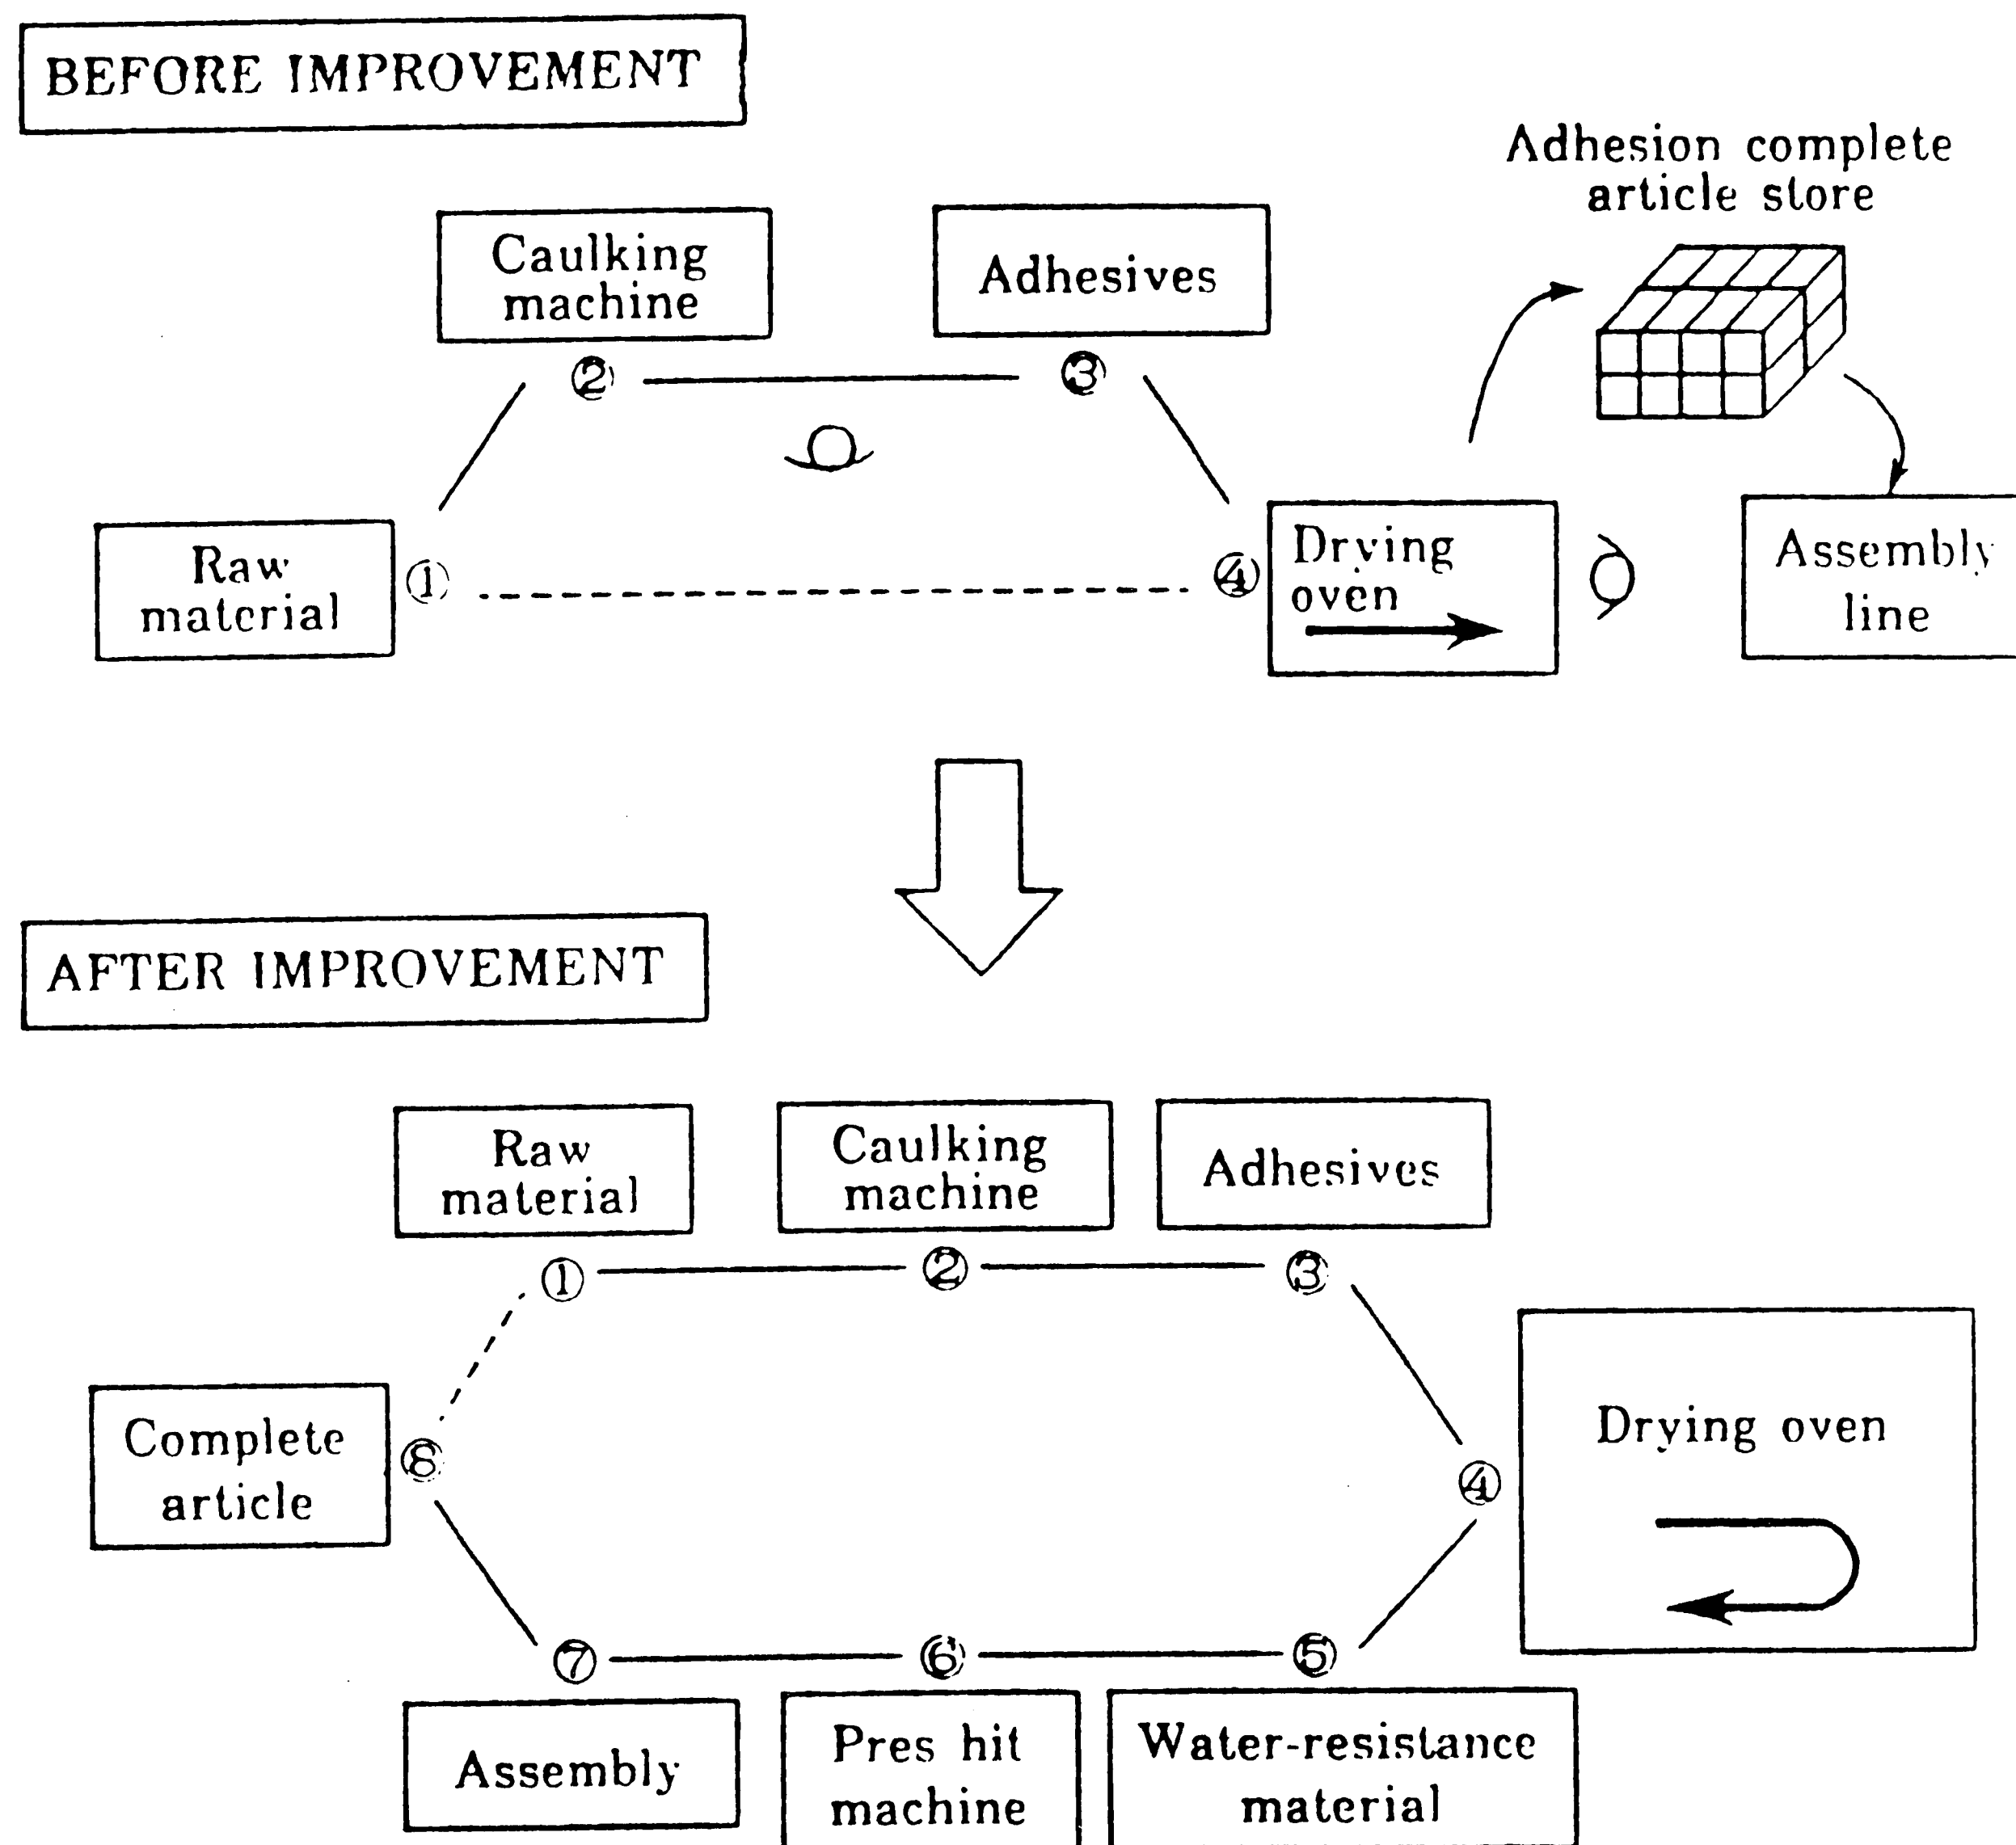 BEFORE IMPROVEMENT
Adhesion complete
article store
Caulking
machine
Adhesives
②
③
Raw
material
①
④
Drying
oven
Assembly
line
AFTER IMPROVEMENT
Raw
material
Caulking
machine
Adhesives
①
②
③
Complete
article
⑧
④
Drying oven
⑦
⑥
⑤
Assembly
Pres hit
machine
Water-resistance
material